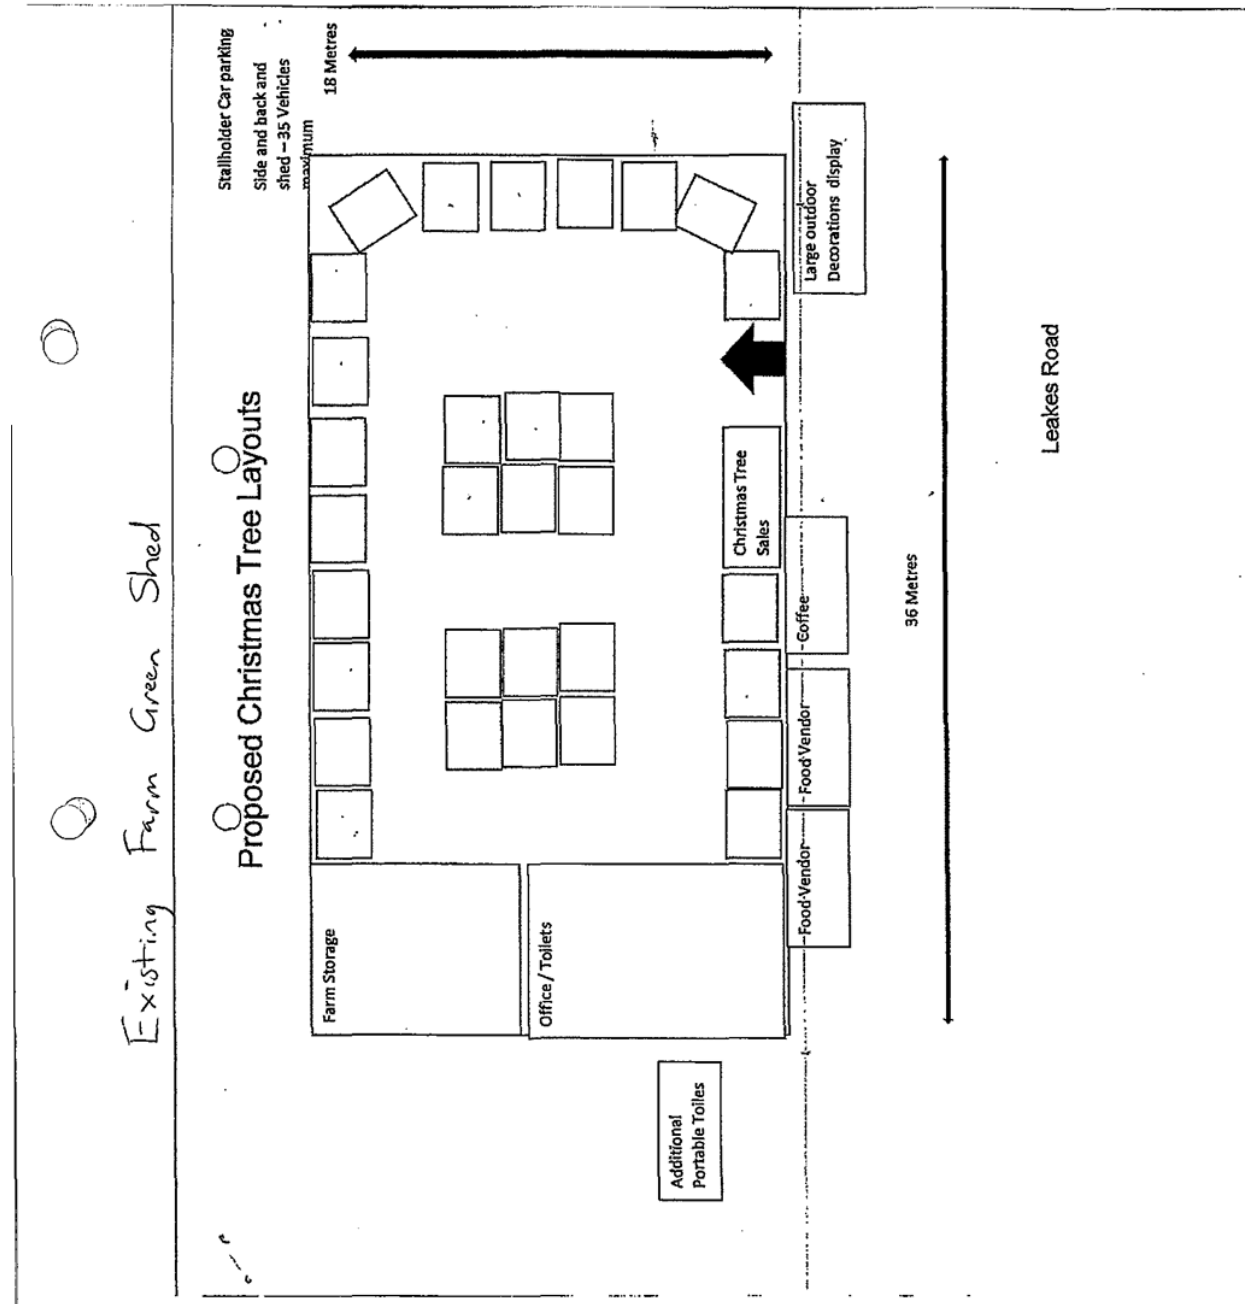 Existing Farm Green Shed
Proposed Christmas Tree Layouts
Stallholder Car parking
Side and back and
shed – 35 Vehicles
maximum
18 Metres
Farm Storage
Office / Toilets
Additional
Portable Toiles
Christmas Tree
Sales
Large outdoor
Decorations display
Food Vendor
Food Vendor
Coffee
36 Metres
Leakes Road